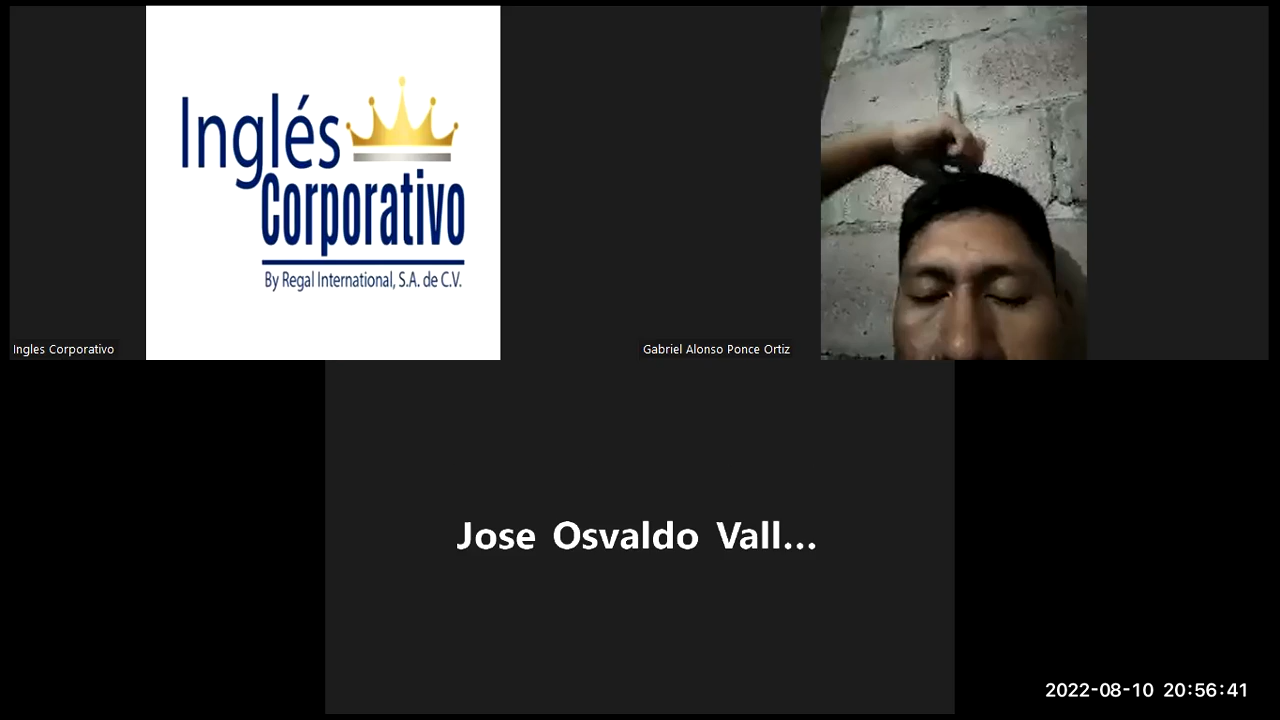 Inglés
Corporativo
By Regal International, S.A. de C.V.
Ingles Corporativo
Gabriel Alonso Ponce Ortiz
Jose Osvaldo Vall...
2022-08-10 20:56:41